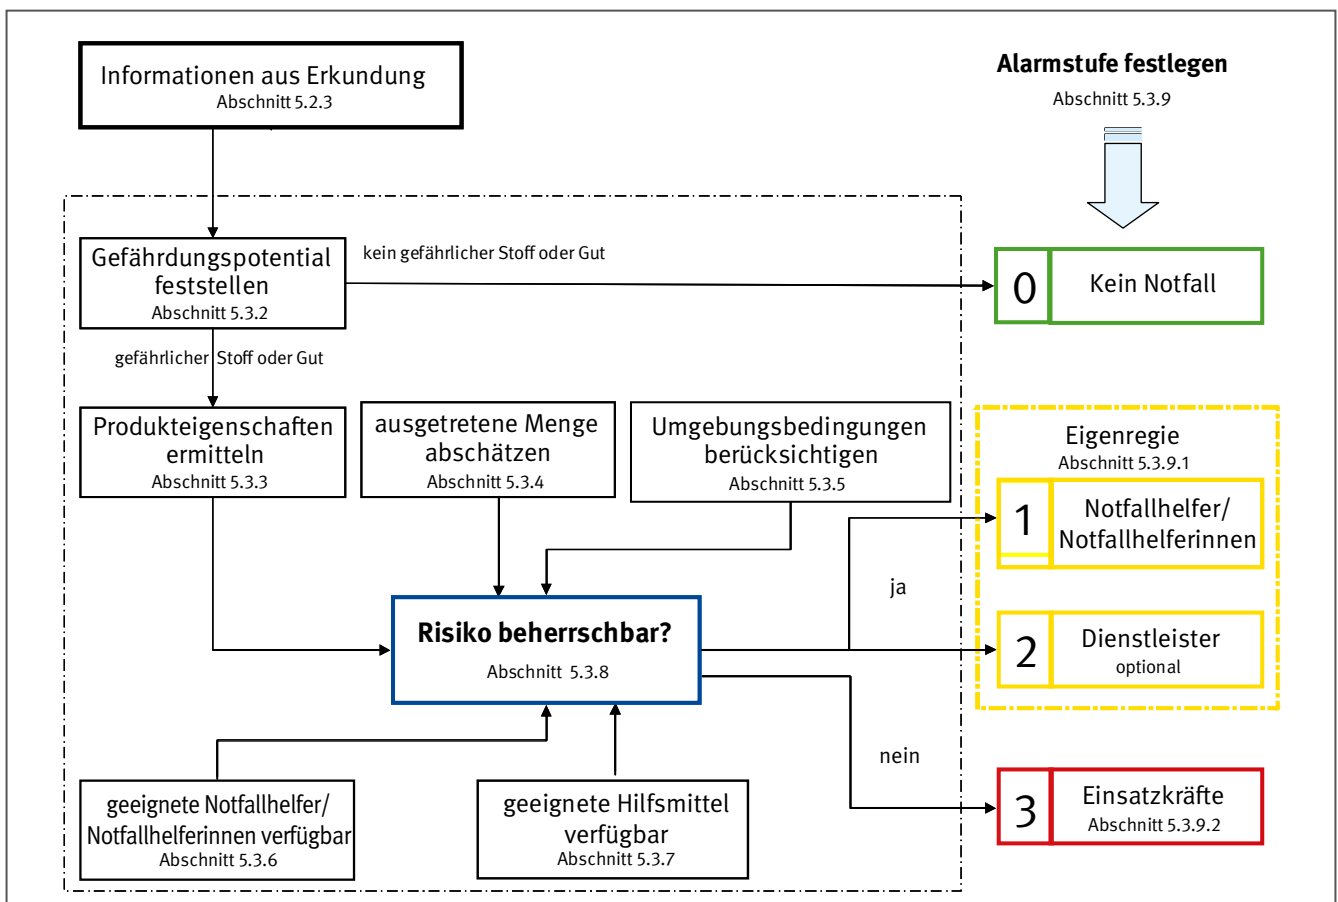 Informationen aus Erkundung
Abschnitt 5.2.3
Alarmstufe festlegen
Abschnitt 5.3.9
Gefährdungspotential
feststellen
Abschnitt 5.3.2
kein gefährlicher Stoff oder Gut
0
Kein Notfall
gefährlicher Stoff oder Gut
Produkteigenschaften
ermitteln
Abschnitt 5.3.3
ausgetretene Menge
abschätzen
Abschnitt 5.3.4
Umgebungsbedingungen
berücksichtigen
Abschnitt 5.3.5
Eigenregie
Abschnitt 5.3.9.1
1
Notfallhelfer/
Notfallhelferinnen
ja
Risiko beherrschbar?
Abschnitt 5.3.8
2
Dienstleister
optional
nein
geeignete Notfallhelfer/
Notfallhelferinnen verfügbar
Abschnitt 5.3.6
geeignete Hilfsmittel
verfügbar
Abschnitt 5.3.7
3
Einsatzkräfte
Abschnitt 5.3.9.2